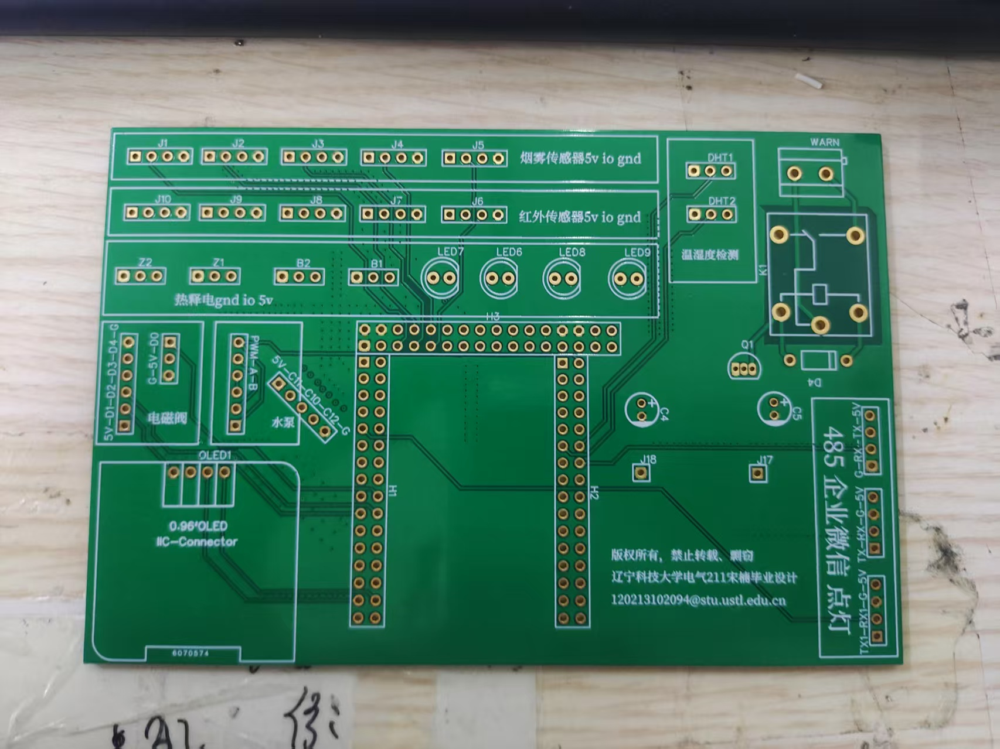 J1 J2 J3 J4 J5
烟雾传感器5v io gnd
J10 J9 J8 J7 J6
红外传感器5v io gnd
Z2 Z1 B2 B1 LED7 LED6 LED8 LED9
热释电gnd io 5v
DHT1
DHT2
温湿度检测
WARN
K1
Q1
D4
H3
5V-D1-D2-D3-D4-G
G-5V-D0
电磁阀
PWM-A-B
5V-C11-C10-C12-G
水泵
OLED1
0.96'OLED
IIC-Connector
6070574
H1
H2
C4
C5
J18
J17
G-RX-TX-5V
TX-RX-G-5V
TX1-RX1-G-5V
485 企业微信 点灯
版权所有，禁止转载、剽窃
辽宁科技大学电气211宋楠毕业设计
120213102094@stu.ustl.edu.cn